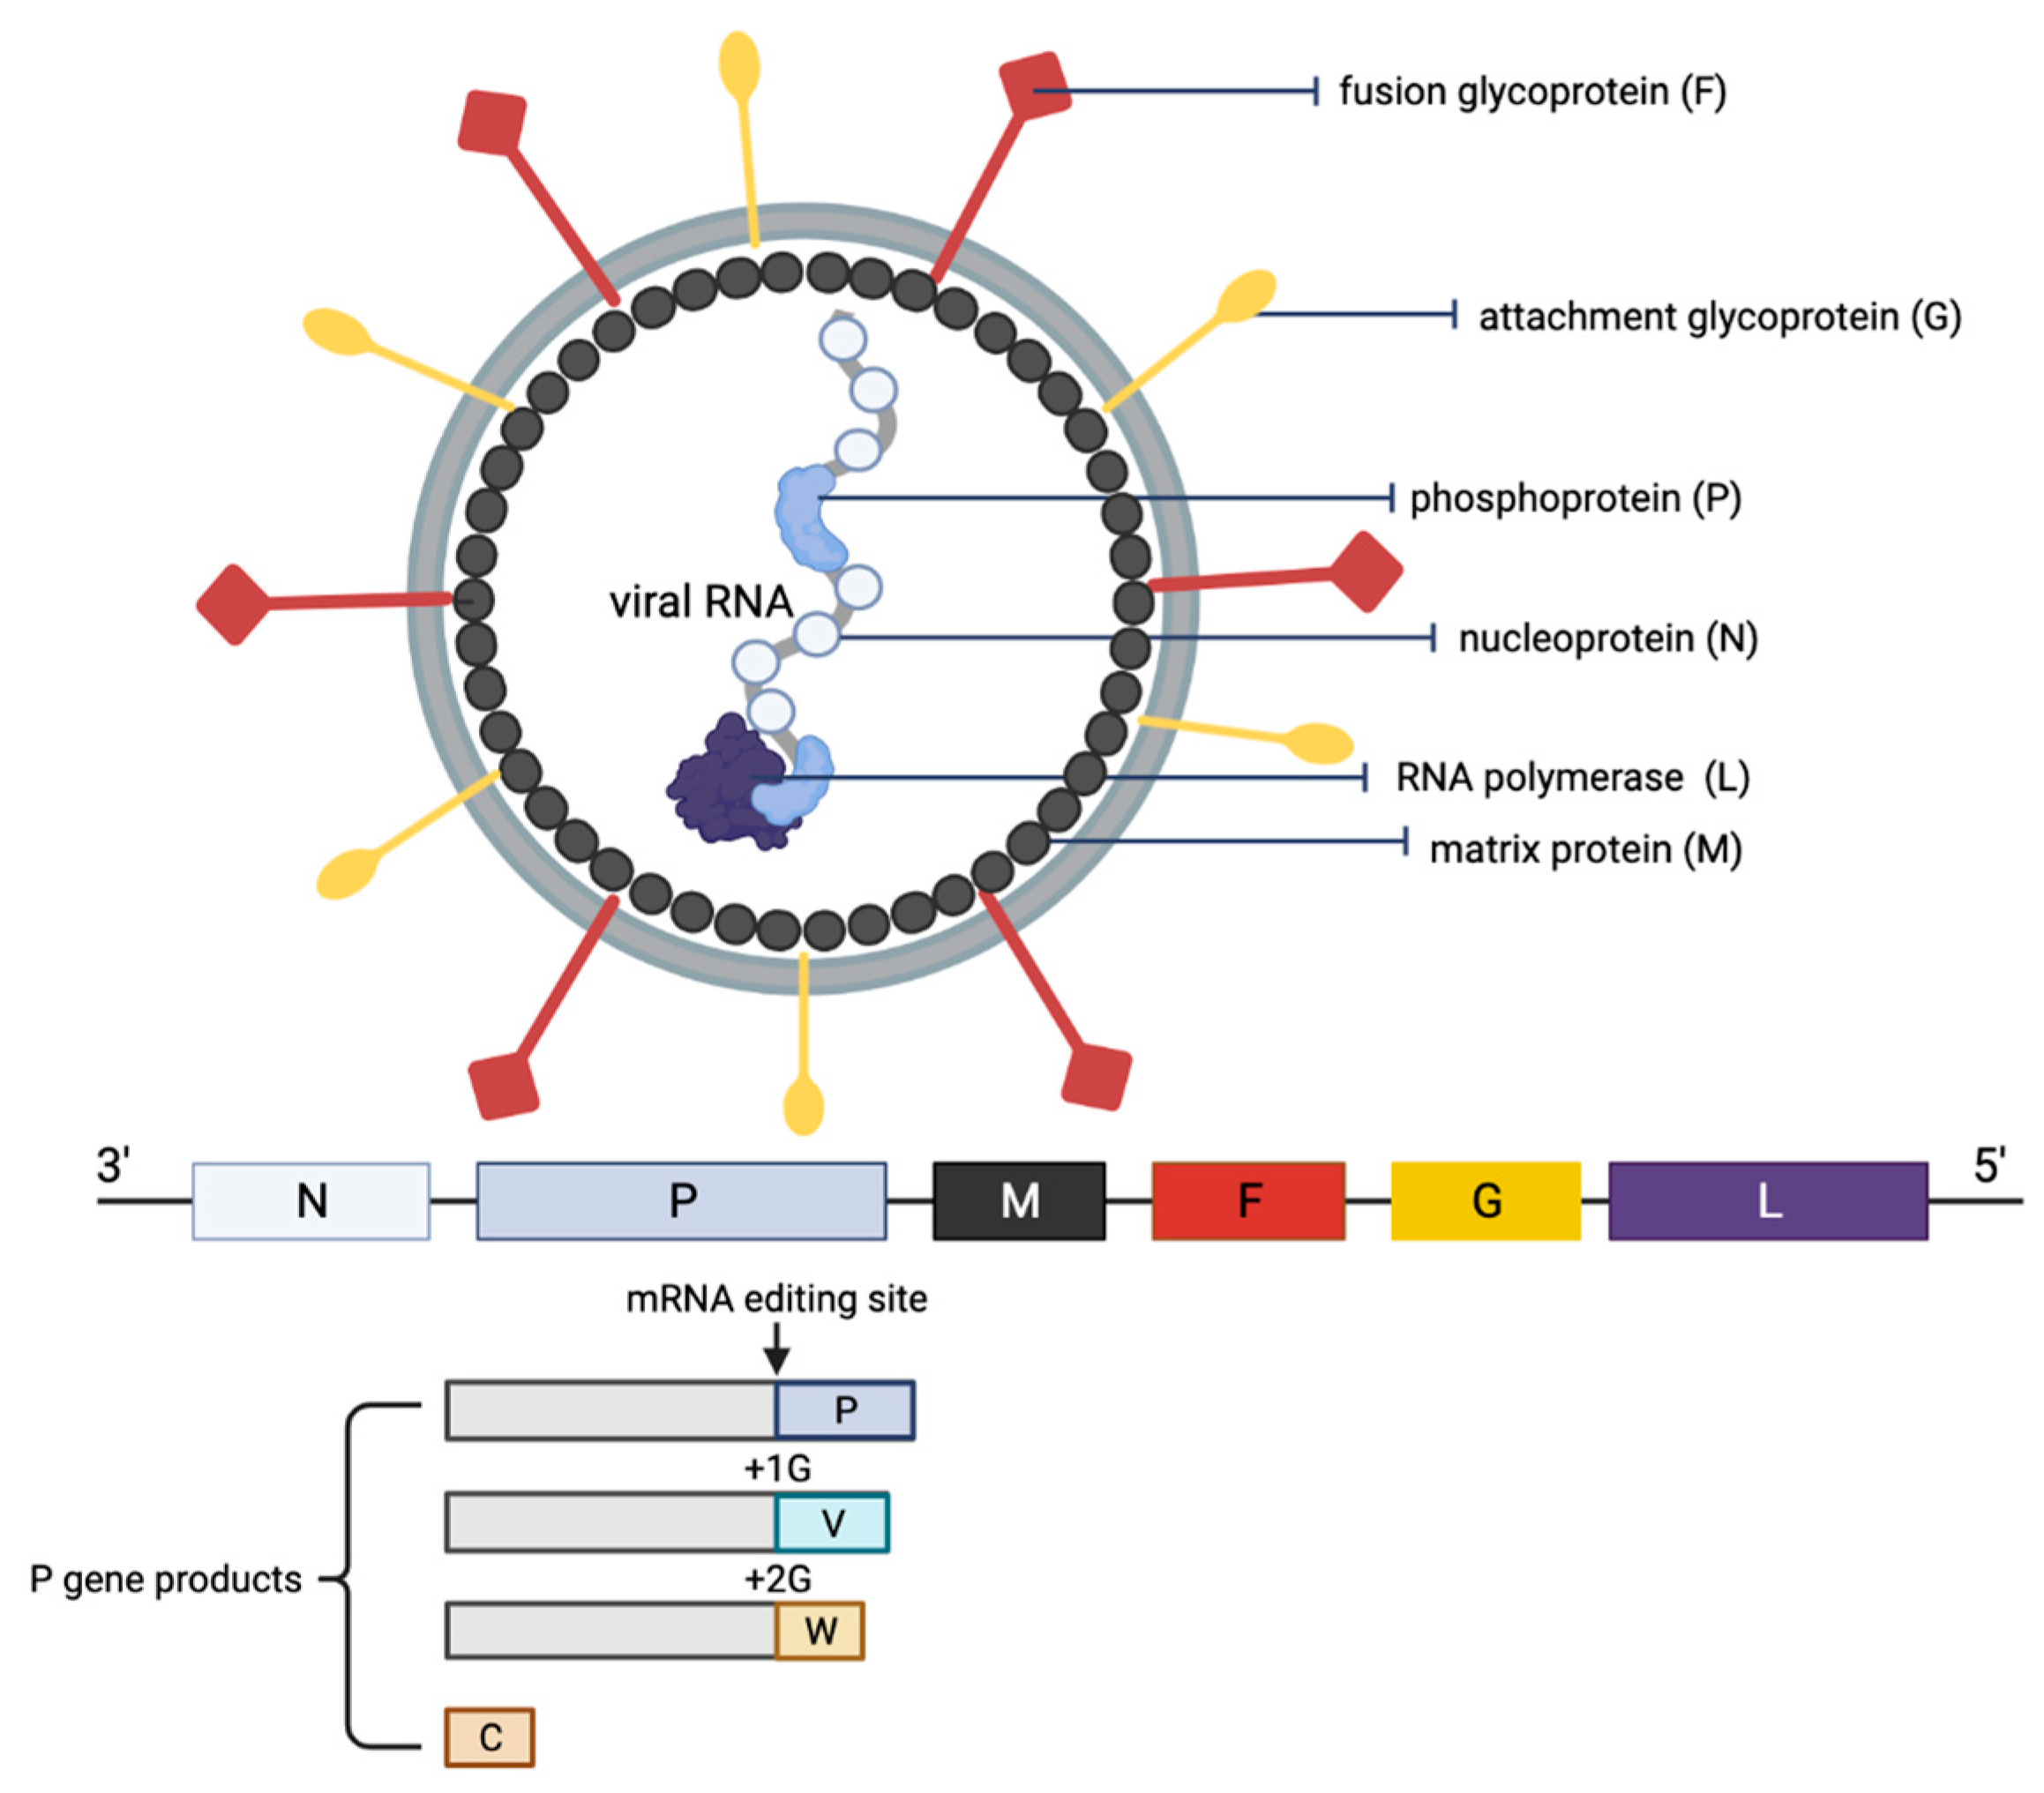 fusion glycoprotein (F)
attachment glycoprotein (G)
phosphoprotein (P)
viral RNA
nucleoprotein (N)
RNA polymerase (L)
matrix protein (M)
3' 5'
N P M F G L
mRNA editing site
P
+1G
V
+2G
P gene products
W
C